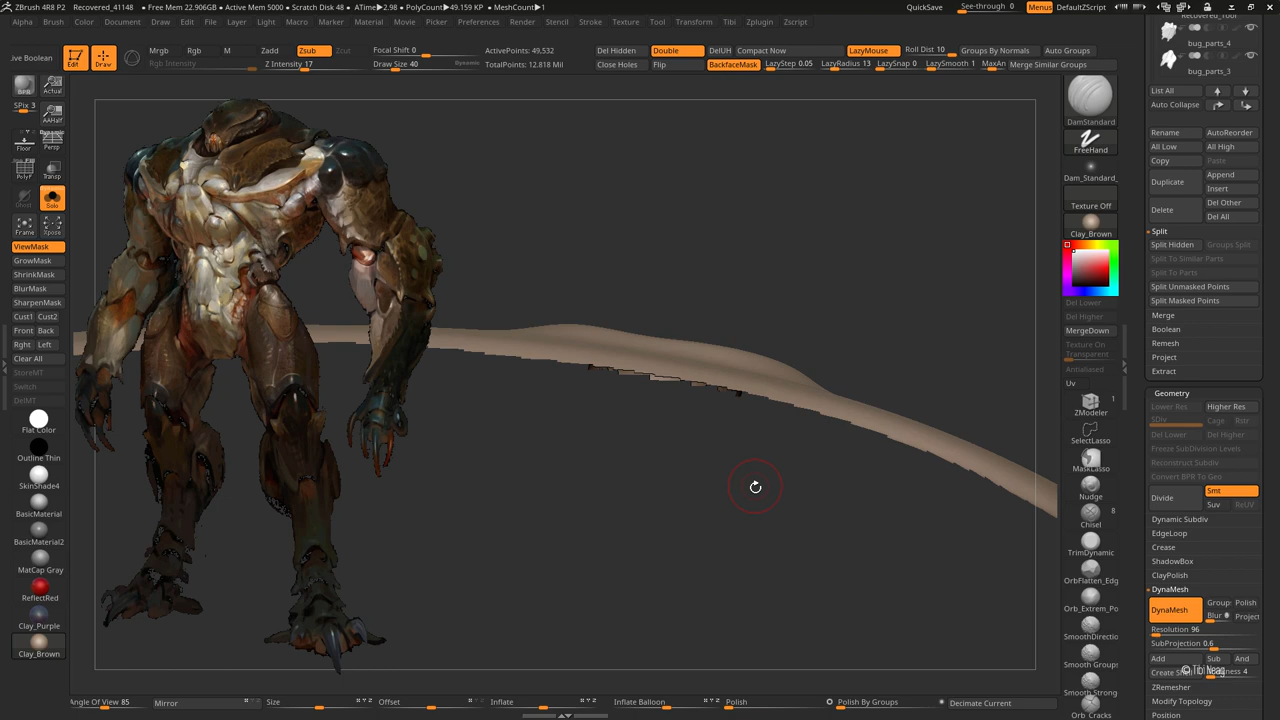 ZBrush 4R8 P2
Recovered_41148
• Free Mem 22.906GB • Active Mem 5000 • Scratch Disk 48 • ATime▶2.98 • PolyCount▶49.159 KP • MeshCount▶1
QuickSave
See-through 0
Menus
DefaultZScript
Alpha Brush Color Document Draw Edit File Layer Light Macro Marker Material Movie Picker Preferences Render Stencil Stroke Texture Tool Transform Tbi Zplugin Zscript
ive Boolean
Edit
Draw
Mrgb Rgb M
Rgb Intensity
Zadd Zsub Zcut
Z Intensity 17
Focal Shift 0
Draw Size 40
Dynamic
ActivePoints: 49,532
TotalPoints: 12.818 Mil
Del Hidden Double DelUH Compact Now
Close Holes Flip BackfaceMask
LazyMouse Roll Dist 10 Groups By Normals Auto Groups
LazyStep 0.05 LazyRadius 13 LazySnap 0 LazySmooth 1 MaxAn Merge Similar Groups
BPR
SPix 3
Actual
AAHalf
Dynamic
Persp
Floor
PolyF
Transp
Ghost
Solo
Frame
Xpose
ViewMask
GrowMask
ShrinkMask
BlurMask
SharpenMask
Cust1 Cust2
Front Back
Rght Left
Clear All
StoreMT
Switch
DelMT
Flat Color
Outline Thin
SkinShade4
BasicMaterial
BasicMaterial2
MatCap Gray
ReflectRed
Clay_Purple
Clay_Brown
DamStandard
FreeHand
Dam_Standard_
Texture Off
Clay_Brown
Del Lower
Del Higher
MergeDown
Texture On
Transparent
Antialiased
Uv
1
ZModeler
SelectLasso
MaskLasso
Nudge
8
Chisel
TrimDynamic
OrbFlatten_Edg
Orb_Extrem_Po
SmoothDirectio
Smooth Groups
Smooth Strong
Orb_Cracks
Recovered_Tool
bug_parts_4
bug_parts_3
List All
Auto Collapse
Rename AutoReorder
All Low All High
Copy Paste
Duplicate
Append
Insert
Delete
Del Other
Del All
Split
Split Hidden Groups Split
Split To Similar Parts
Split To Parts
Split Unmasked Points
Split Masked Points
Merge
Boolean
Remesh
Project
Extract
Geometry
Lower Res Higher Res
SDiv Cage Rstr
Del Lower Del Higher
Freeze SubDivision Levels
Reconstruct Subdiv
Convert BPR To Geo
Divide
Smt
Suv ReUV
Dynamic Subdiv
EdgeLoop
Crease
ShadowBox
ClayPolish
DynaMesh
DynaMesh
Group Polish
Blur Project
Resolution 96
SubProjection 0.6
Add Sub And
Create Shell
© Tibi Neag
ness 4
ZRemesher
Modify Topology
Position
Angle Of View 85
Mirror
Size
Offset
Inflate
Polish
Inflate Balloon
Polish By Groups
Decimate Current